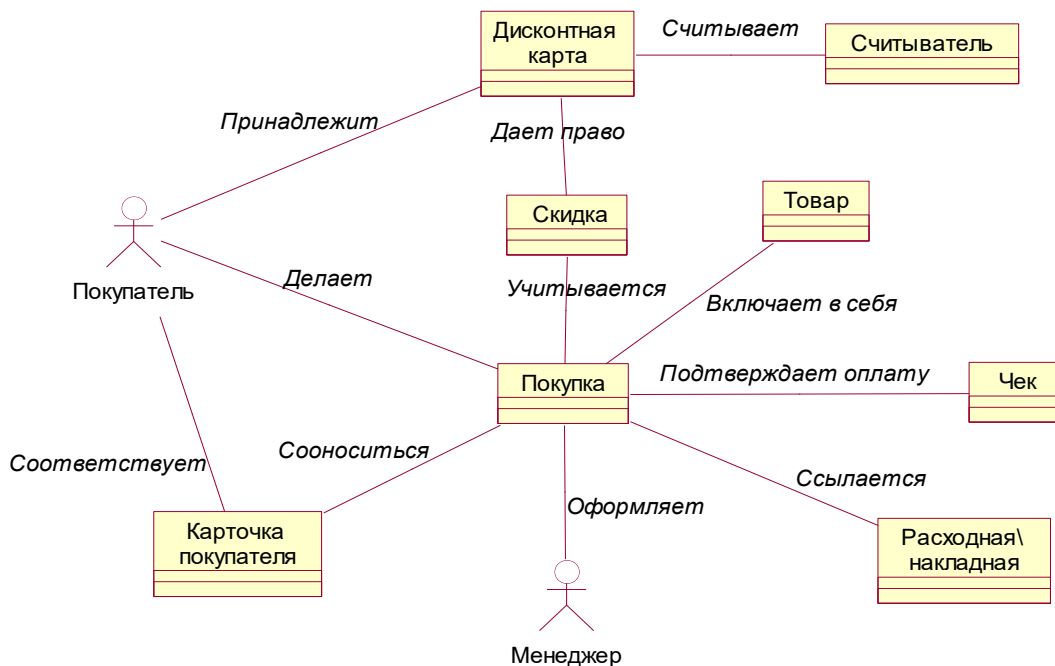 Дисконтная
карта
Считывает
Считыватель
Принадлежит
Дает право
Скидка
Товар
Покупатель
Делает
Учитывается
Включает в себя
Покупка
Подтверждает оплату
Чек
Соответствует
Сооноситься
Ссылается
Оформляет
Карточка
покупателя
Расходная\
накладная
Менеджер